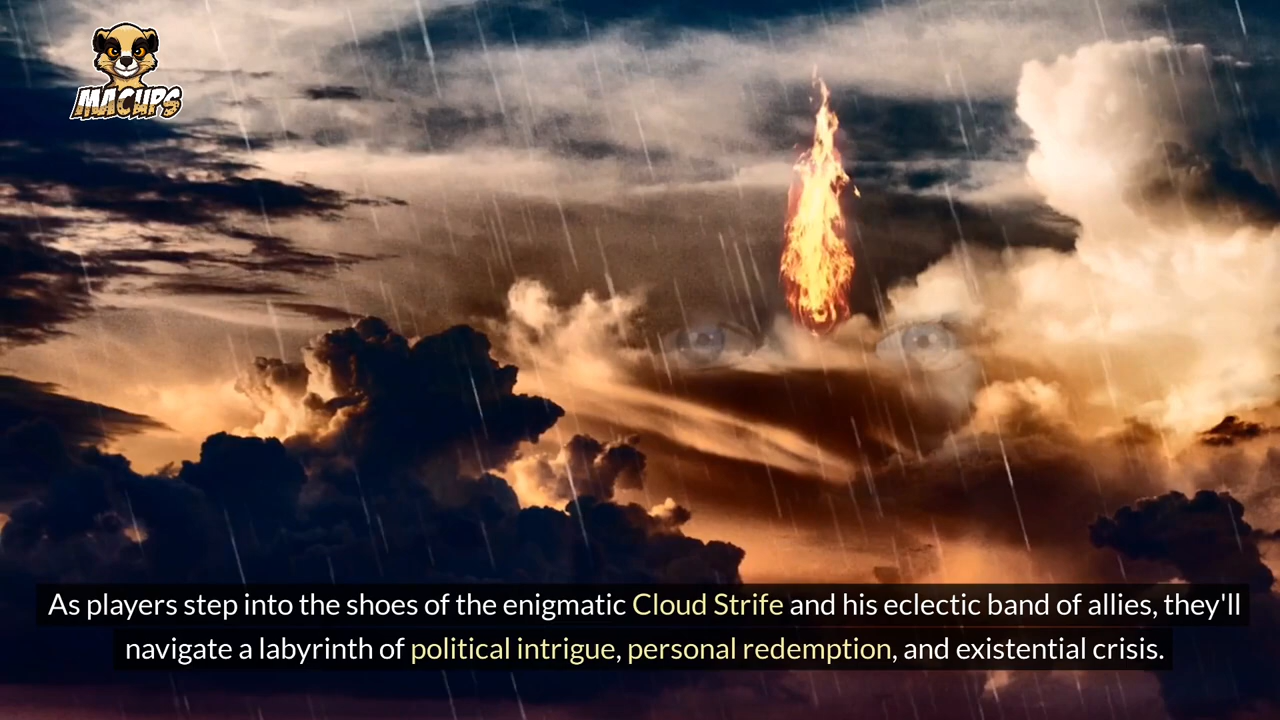 MACUPS
As players step into the shoes of the enigmatic Cloud Strife and his eclectic band of allies, they'll
navigate a labyrinth of political intrigue, personal redemption, and existential crisis.